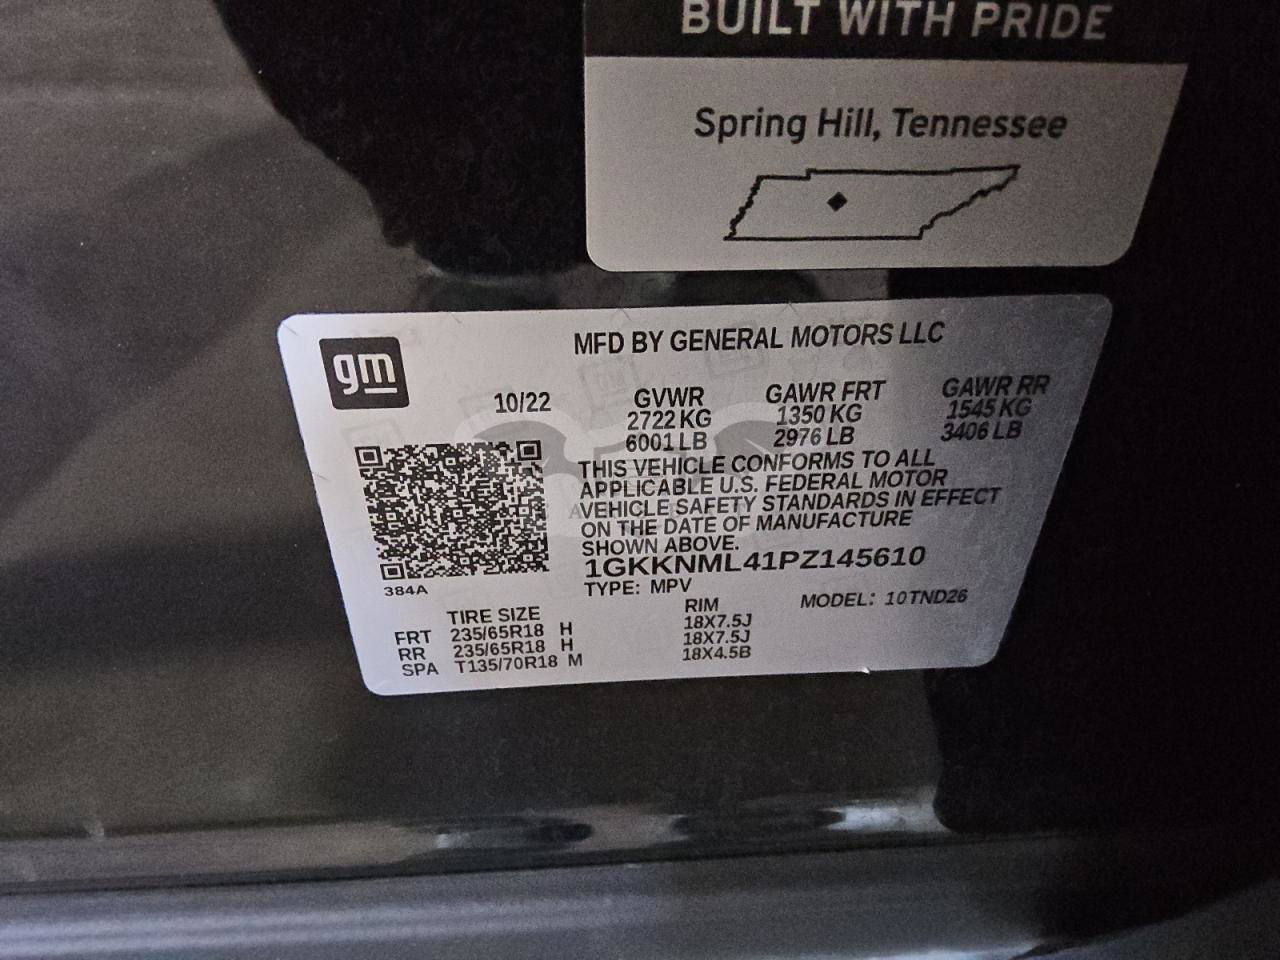 BUILT WITH PRIDE
Spring Hill, Tennessee
gm
MFD BY GENERAL MOTORS LLC
10/22
GVWR GAWR FRT GAWR RR
2722 KG 1350 KG 1545 KG
6001 LB 2976 LB 3406 LB
THIS VEHICLE CONFORMS TO ALL
APPLICABLE U.S. FEDERAL MOTOR
VEHICLE SAFETY STANDARDS IN EFFECT
ON THE DATE OF MANUFACTURE
SHOWN ABOVE.
1GKKNML41PZ145610
384A
TYPE: MPV MODEL: 10TND26
TIRE SIZE RIM
FRT 235/65R18 H 18X7.5J
RR 235/65R18 H 18X7.5J
SPA T135/70R18 M 18X4.5B